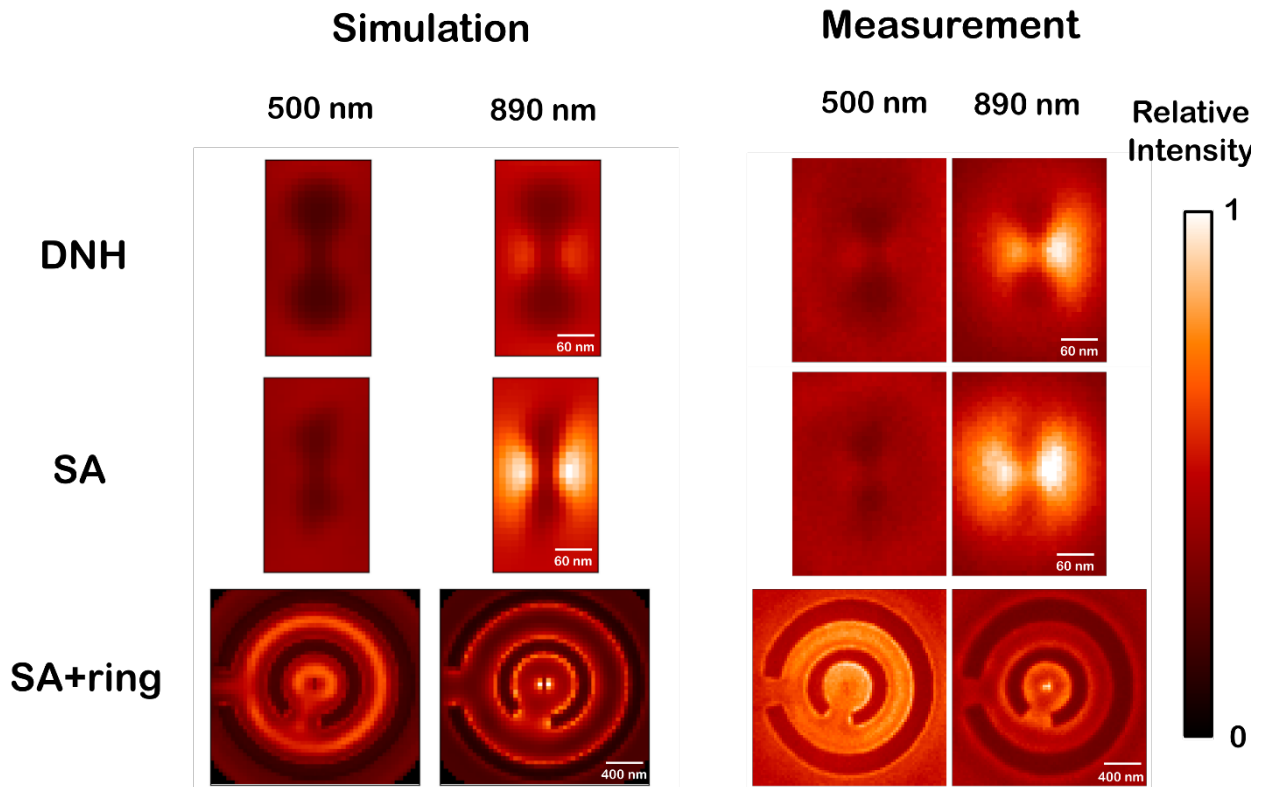 Simulation
Measurement
500 nm
890 nm
500 nm
890 nm
Relative
Intensity
1
DNH
60 nm
60 nm
SA
60 nm
60 nm
SA+ring
400 nm
400 nm
0